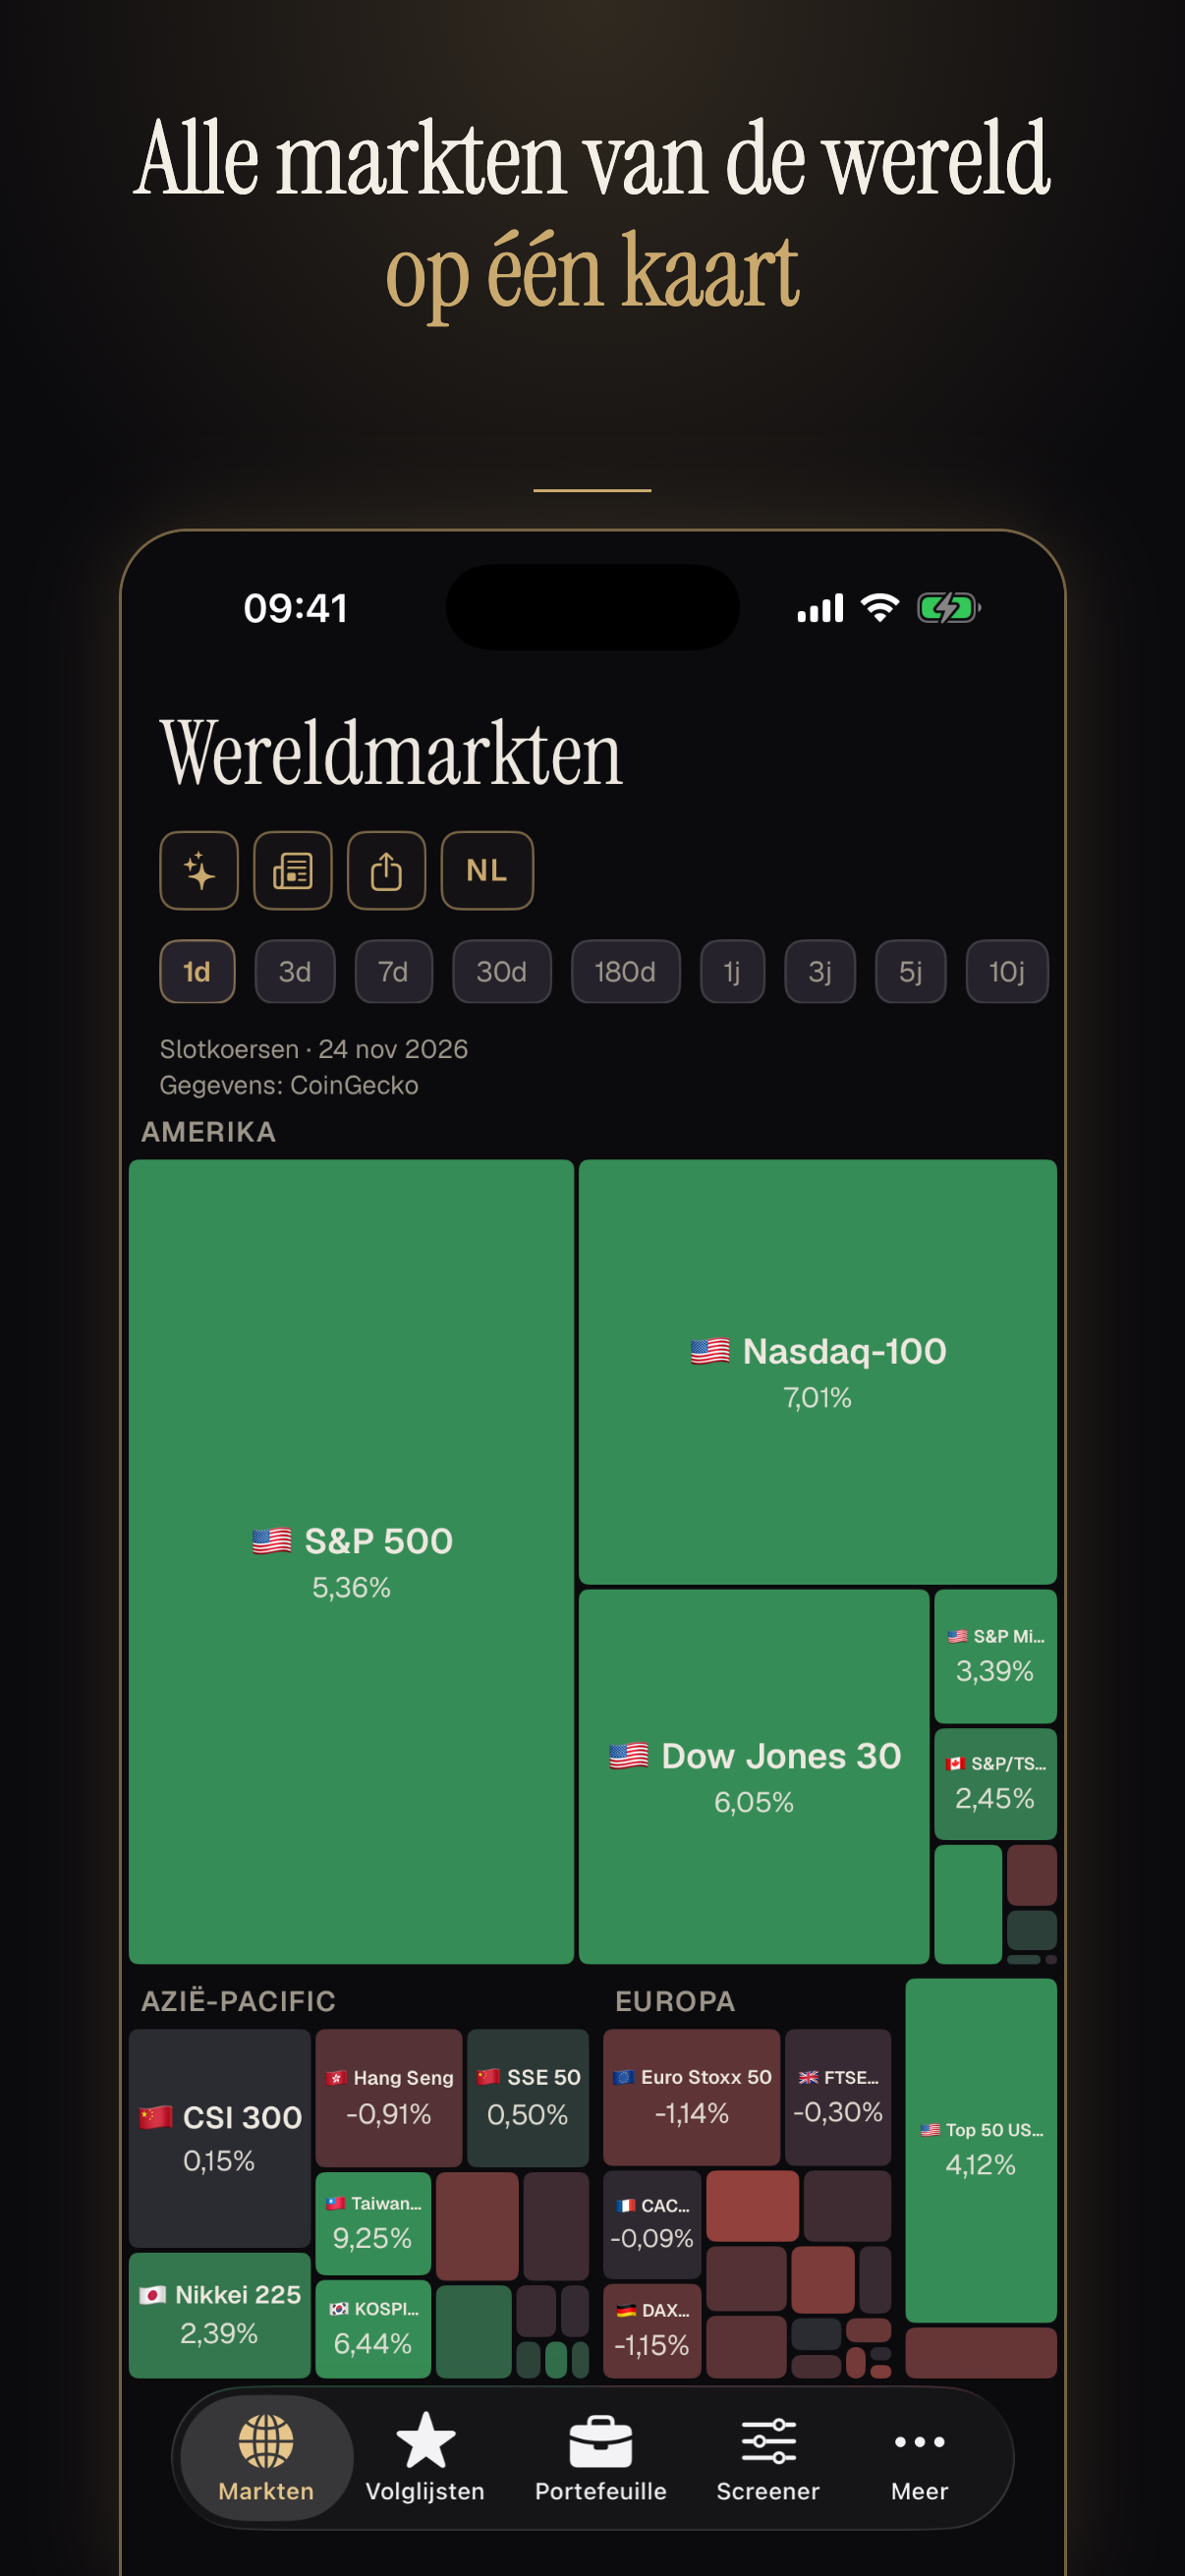 Alle markten van de wereld
op één kaart
09:41
Wereldmarkten
NL
1d 3d 7d 30d 180d 1j 3j 5j 10j
Slotkoersen · 24 nov 2026
Gegevens: CoinGecko
AMERIKA
S&P 500
5,36%
Nasdaq-100
7,01%
Dow Jones 30
6,05%
S&P Mi...
3,39%
S&P/TS...
2,45%
AZIË-PACIFIC
CSI 300
0,15%
Hang Seng
-0,91%
SSE 50
0,50%
Taiwan...
9,25%
Nikkei 225
2,39%
KOSPI...
6,44%
EUROPA
Euro Stoxx 50
-1,14%
FTSE...
-0,30%
CAC...
-0,09%
DAX...
-1,15%
Top 50 US...
4,12%
Markten
Volglijsten
Portefeuille
Screener
Meer